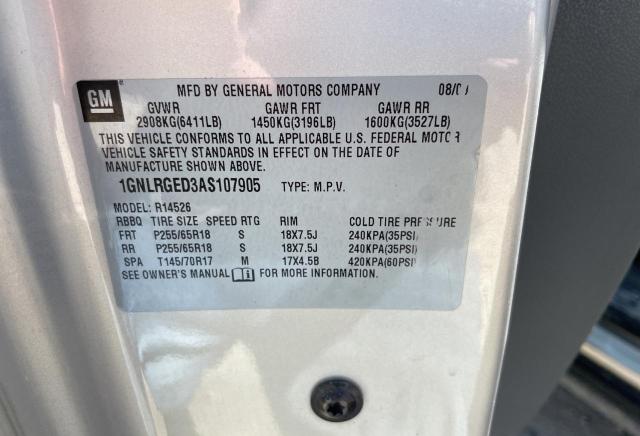 GM
MFD BY GENERAL MOTORS COMPANY 08/0
GVWR GAWR FRT GAWR RR
2908KG(6411LB) 1450KG(3196LB) 1600KG(3527LB)
THIS VEHICLE CONFORMS TO ALL APPLICABLE U.S. FEDERAL MOTOR
VEHICLE SAFETY STANDARDS IN EFFECT ON THE DATE OF
MANUFACTURE SHOWN ABOVE.
1GNLRGED3AS107905 TYPE: M.P.V.
MODEL: R14526
RBBQ TIRE SIZE SPEED RTG RIM COLD TIRE PRESSURE
FRT P255/65R18 S 18X7.5J 240KPA(35PSI)
RR P255/65R18 S 18X7.5J 240KPA(35PSI)
SPA T145/70R17 M 17X4.5B 420KPA(60PSI)
SEE OWNER'S MANUAL FOR MORE INFORMATION.